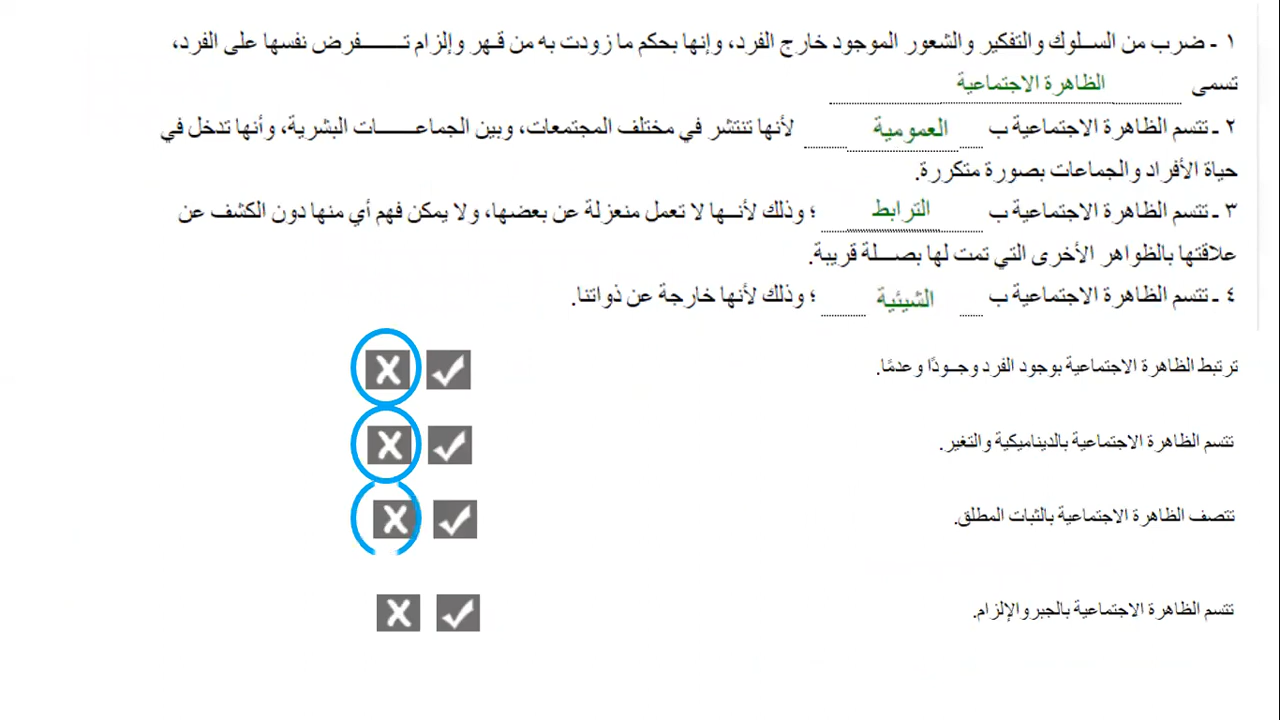 ١ - ضرب من السلوك والتفكير والشعور الموجود خارج الفرد، وإنها بحكم ما زودت به من قهر وإلزام تفرض نفسها على الفرد،
تسمى الظاهرة الاجتماعية
٢ - تتسم الظاهرة الاجتماعية ب العمومية لأنها تنتشر في مختلف المجتمعات، وبين الجماعات البشرية، وأنها تدخل في
حياة الأفراد والجماعات بصورة متكررة.
٣ - تتسم الظاهرة الاجتماعية ب الترابط ؛ وذلك لأنها لا تعمل منعزلة عن بعضها، ولا يمكن فهم أي منها دون الكشف عن
علاقتها بالظواهر الأخرى التي تمت لها بصلة قريبة.
٤ - تتسم الظاهرة الاجتماعية ب الشيئية ؛ وذلك لأنها خارجة عن ذواتنا.
ترتبط الظاهرة الاجتماعية بوجود الفرد وجودًا وعدمًا.
تتسم الظاهرة الاجتماعية بالديناميكية والتغير.
تتصف الظاهرة الاجتماعية بالثبات المطلق.
تتسم الظاهرة الاجتماعية بالجبروالإلزام.